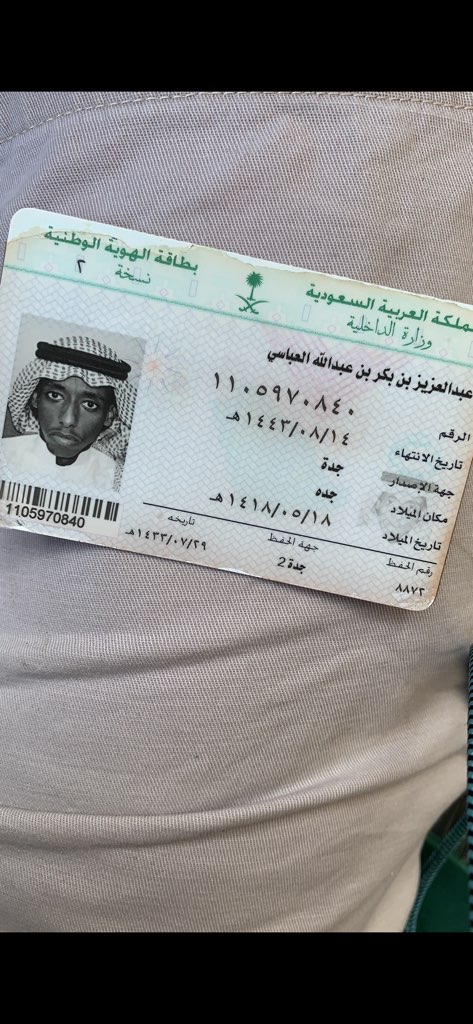 بطاقة الهوية الوطنية
نسخة ٢
المملكة العربية السعودية
وزارة الداخلية
عبدالعزيز بن بكر بن عبدالله العباسي
الرقم ١١٠٥٩٧٠٨٤٠
تاريخ الانتهاء ١٤٤٣/٠٨/١٤هـ
جهة الإصدار جدة
مكان الميلاد جده
تاريخ الميلاد ١٤١٨/٠٥/١٨هـ
رقم الحفظ جهة الحفظ تاريخه
٨٨٧٢ جدة 2 ١٤٣٣/٠٧/٢٩هـ
1105970840